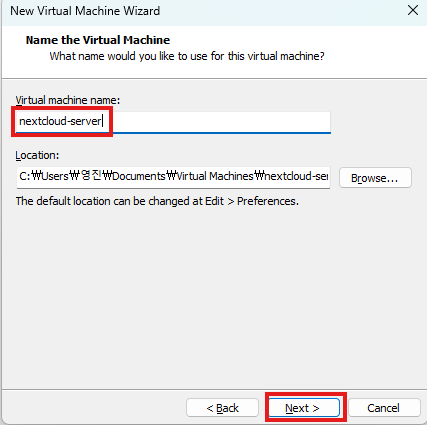 New Virtual Machine Wizard
Name the Virtual Machine
What name would you like to use for this virtual machine?
Virtual machine name:
nextcloud-server
Location:
C:₩Users₩영진₩Documents₩Virtual Machines₩nextcloud-ser
Browse...
The default location can be changed at Edit > Preferences.
< Back
Next >
Cancel